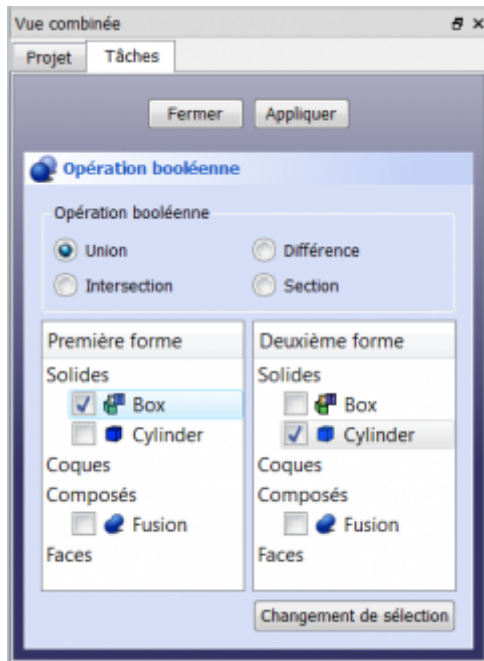 Vue combinée
Projet
Tâches
Fermer
Appliquer
Opération booléenne
Opération booléenne
Union
Différence
Intersection
Section
Première forme
Solides
Box
Cylinder
Coques
Composés
Fusion
Faces
Deuxième forme
Solides
Box
Cylinder
Coques
Composés
Fusion
Faces
Changement de sélection